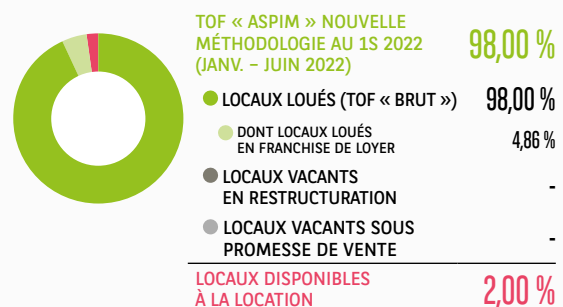 TOF « ASPIM » NOUVELLE
MÉTHODOLOGIE AU 1S 2022
(JANV. – JUIN 2022)
98,00 %
LOCAUX LOUÉS (TOF « BRUT »)
98,00 %
DONT LOCAUX LOUÉS
EN FRANCHISE DE LOYER
4,86 %
LOCAUX VACANTS
EN RESTRUCTURATION
-
LOCAUX VACANTS SOUS
PROMESSE DE VENTE
-
LOCAUX DISPONIBLES
À LA LOCATION
2,00 %